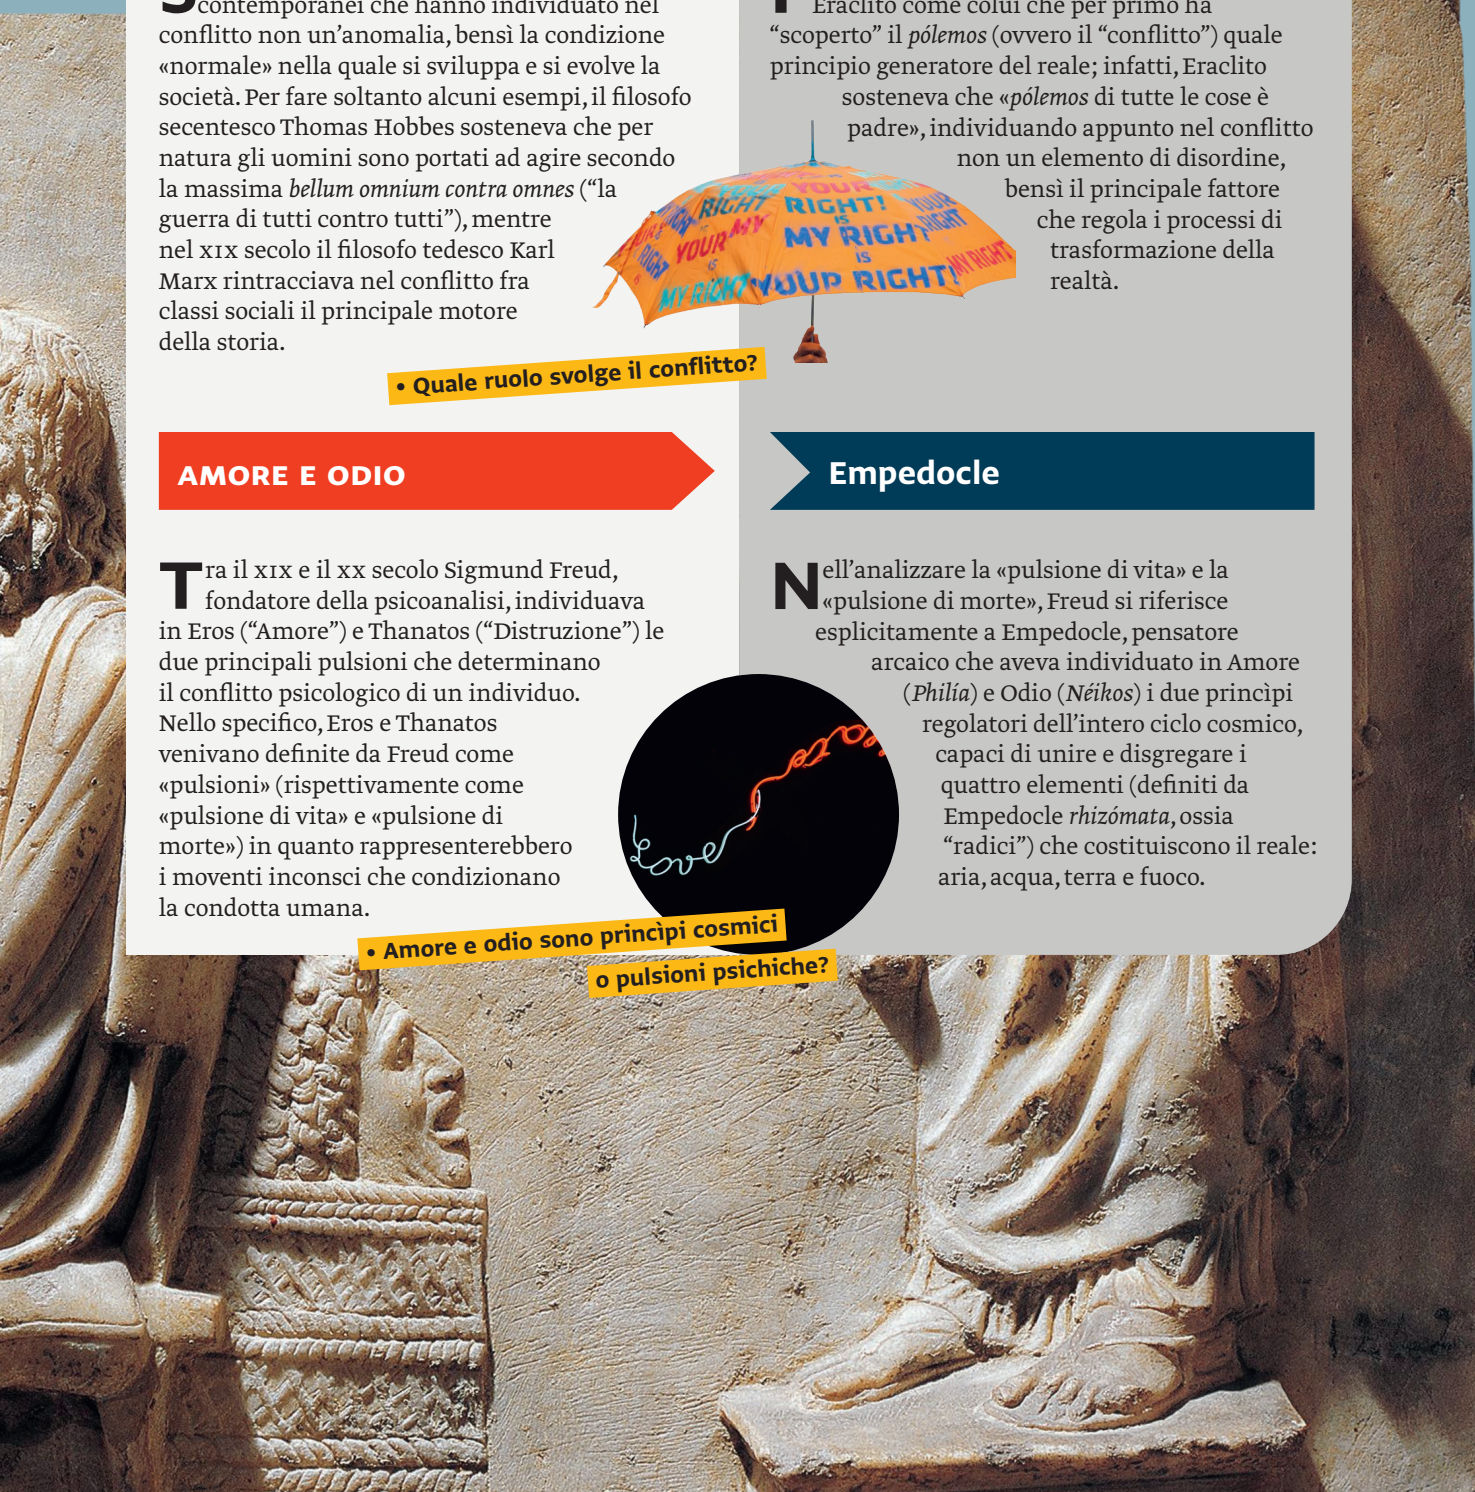 contemporanei che hanno individuato nel
conflitto non un'anomalia, bensì la condizione
«normale» nella quale si sviluppa e si evolve la
società. Per fare soltanto alcuni esempi, il filosofo
secentesco Thomas Hobbes sosteneva che per
natura gli uomini sono portati ad agire secondo
la massima bellum omnium contra omnes (“la
guerra di tutti contro tutti”), mentre
nel XIX secolo il filosofo tedesco Karl
Marx rintracciava nel conflitto fra
classi sociali il principale motore
della storia.
Eraclito come colui che per primo ha
“scoperto” il pólemos (ovvero il “conflitto”) quale
principio generatore del reale; infatti, Eraclito
sosteneva che «pólemos di tutte le cose è
padre», individuando appunto nel conflitto
non un elemento di disordine,
bensì il principale fattore
che regola i processi di
trasformazione della
realtà.
YOUR
RIGHT!
IS
MY RIGHT
IS
YOUR RIGHT!
RIGHT
YOUR
MY
IS
MY RIGHT
YOUR
RIGHT
MY RIGHT
• Quale ruolo svolge il conflitto?
AMORE E ODIO
Empedocle
Tra il XIX e il XX secolo Sigmund Freud,
fondatore della psicoanalisi, individuava
in Eros (“Amore”) e Thanatos (“Distruzione”) le
due principali pulsioni che determinano
il conflitto psicologico di un individuo.
Nello specifico, Eros e Thanatos
venivano definite da Freud come
«pulsioni» (rispettivamente come
«pulsione di vita» e «pulsione di
morte») in quanto rappresenterebbero
i moventi inconsci che condizionano
la condotta umana.
Nell'analizzare la «pulsione di vita» e la
«pulsione di morte», Freud si riferisce
esplicitamente a Empedocle, pensatore
arcaico che aveva individuato in Amore
(Philía) e Odio (Néikos) i due princìpi
regolatori dell'intero ciclo cosmico,
capaci di unire e disgregare i
quattro elementi (definiti da
Empedocle rhizómata, ossia
“radici”) che costituiscono il reale:
aria, acqua, terra e fuoco.
Love
hate
• Amore e odio sono princìpi cosmici
o pulsioni psichiche?